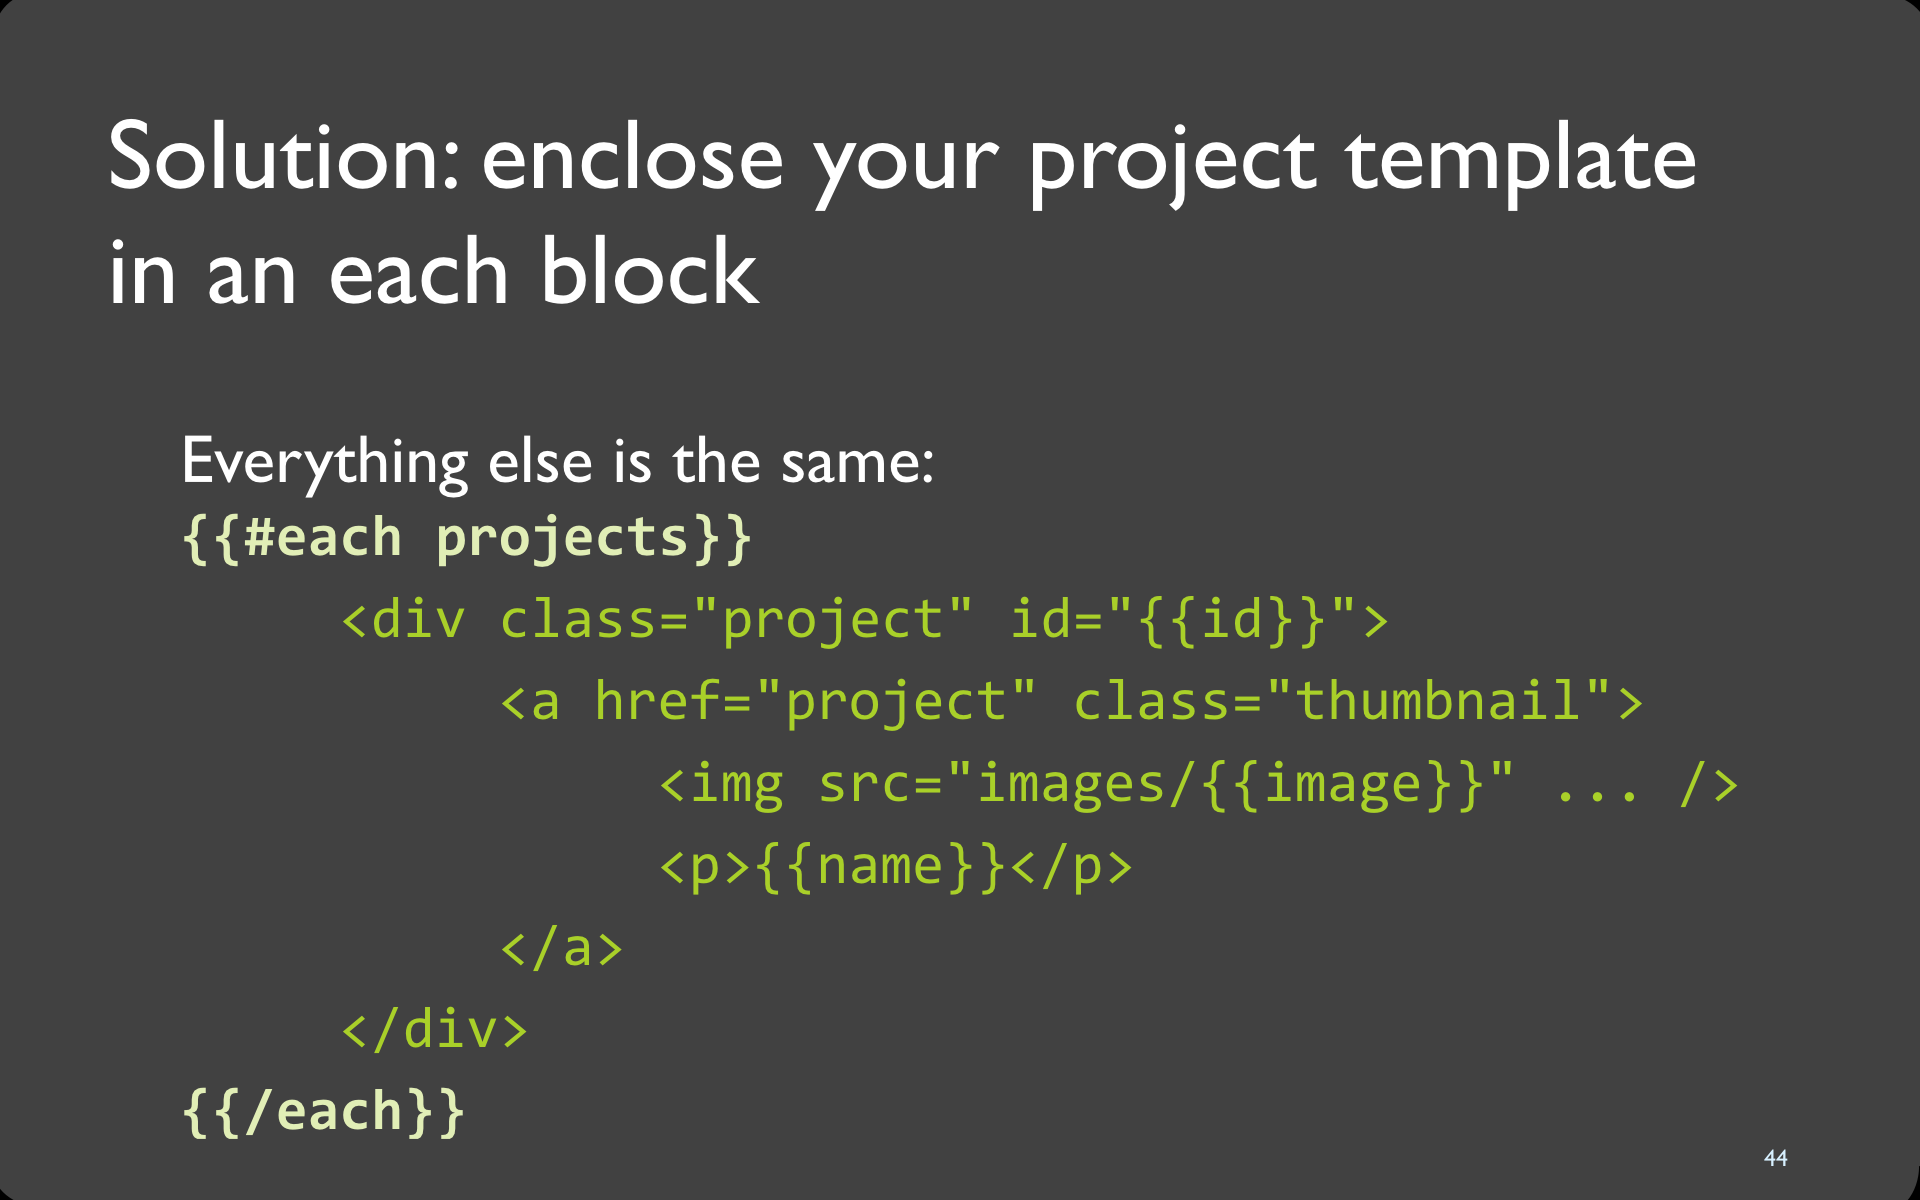 Solution: enclose your project template
in an each block
Everything else is the same:
{{#each projects}}
<div class="project" id="{{id}}">
<a href="project" class="thumbnail">
<img src="images/{{image}}" ... />
<p>{{name}}</p>
</a>
</div>
{{/each}}
44